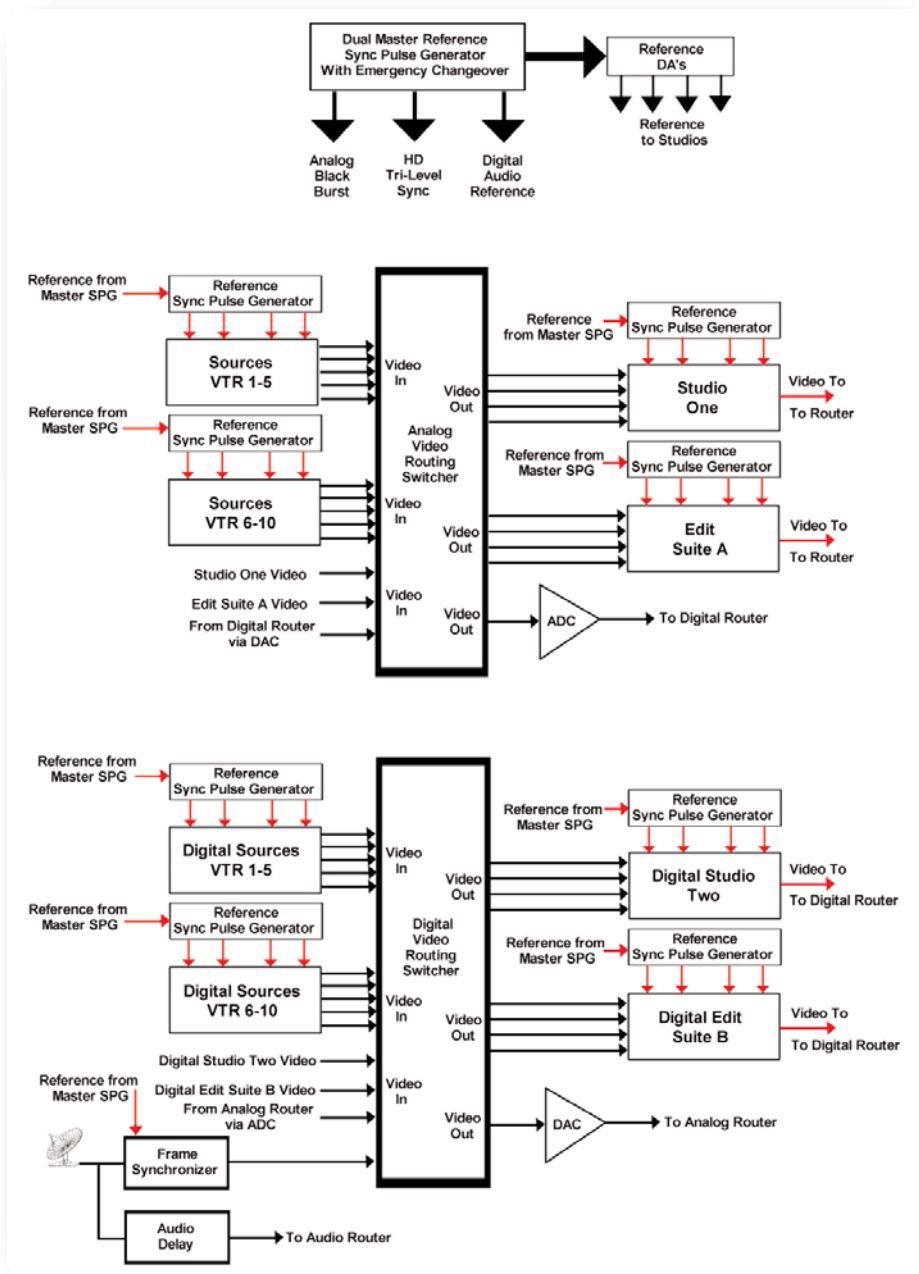 Dual Master Reference
Sync Pulse Generator
With Emergency Changeover
Reference
DA's
Reference
to Studios
Analog
Black
Burst
HD
Tri-Level
Sync
Digital
Audio
Reference
Reference from
Master SPG
Reference
Sync Pulse Generator
Sources
VTR 1-5
Reference from
Master SPG
Reference
Sync Pulse Generator
Sources
VTR 6-10
Studio One Video
Edit Suite A Video
From Digital Router
via DAC
Video
In
Video
In
Video
In
Analog
Video
Routing
Switcher
Video
Out
Video
Out
Video
Out
Reference
from Master SPG
Reference
Sync Pulse Generator
Studio
One
Video To
To Router
Reference from
Master SPG
Reference
Sync Pulse Generator
Edit
Suite A
Video To
To Router
ADC
To Digital Router
Reference from
Master SPG
Reference
Sync Pulse Generator
Digital Sources
VTR 1-5
Reference from
Master SPG
Reference
Sync Pulse Generator
Digital Sources
VTR 6-10
Digital Studio Two Video
Digital Edit Suite B Video
From Analog Router
via ADC
Reference from
Master SPG
Frame
Synchronizer
Audio
Delay
To Audio Router
Video
In
Video
In
Video
In
Digital
Video
Routing
Switcher
Video
Out
Video
Out
Video
Out
Reference from
Master SPG
Reference
Sync Pulse Generator
Digital Studio
Two
Video To
To Digital Router
Reference from
Master SPG
Reference
Sync Pulse Generator
Digital Edit
Suite B
Video To
To Digital Router
DAC
To Analog Router